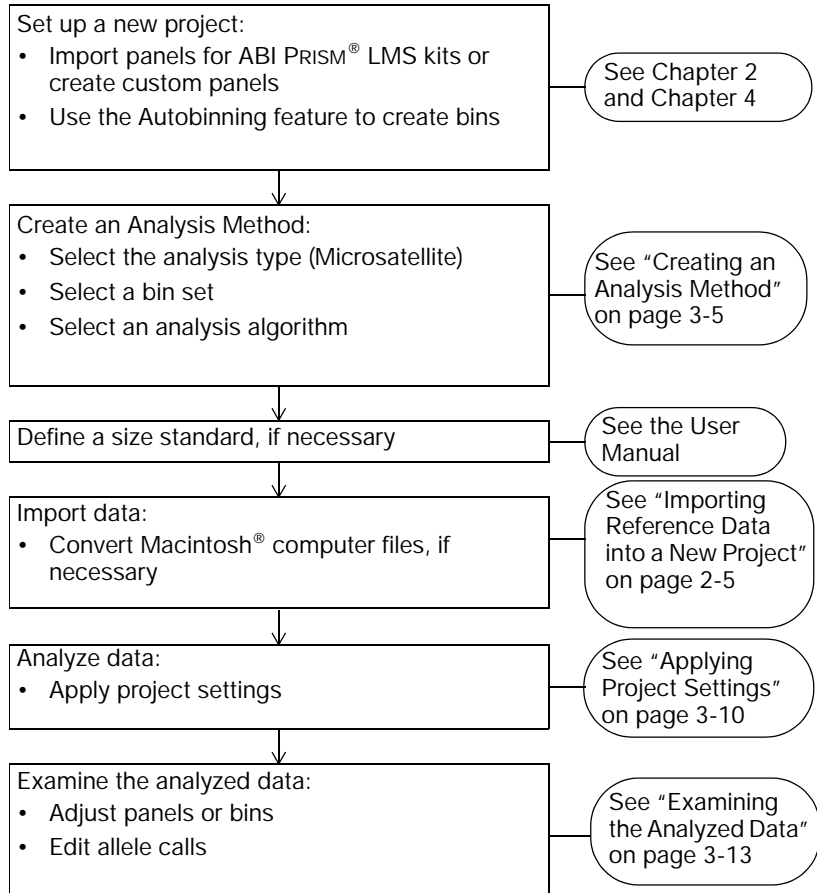 Set up a new project:
• Import panels for ABI PRISM® LMS kits or
create custom panels
• Use the Autobinning feature to create bins
See Chapter 2
and Chapter 4
Create an Analysis Method:
• Select the analysis type (Microsatellite)
• Select a bin set
• Select an analysis algorithm
See “Creating an
Analysis Method”
on page 3-5
Define a size standard, if necessary
See the User
Manual
Import data:
• Convert Macintosh® computer files, if
necessary
See “Importing
Reference Data
into a New Project”
on page 2-5
Analyze data:
• Apply project settings
See “Applying
Project Settings”
on page 3-10
Examine the analyzed data:
• Adjust panels or bins
• Edit allele calls
See “Examining
the Analyzed Data”
on page 3-13